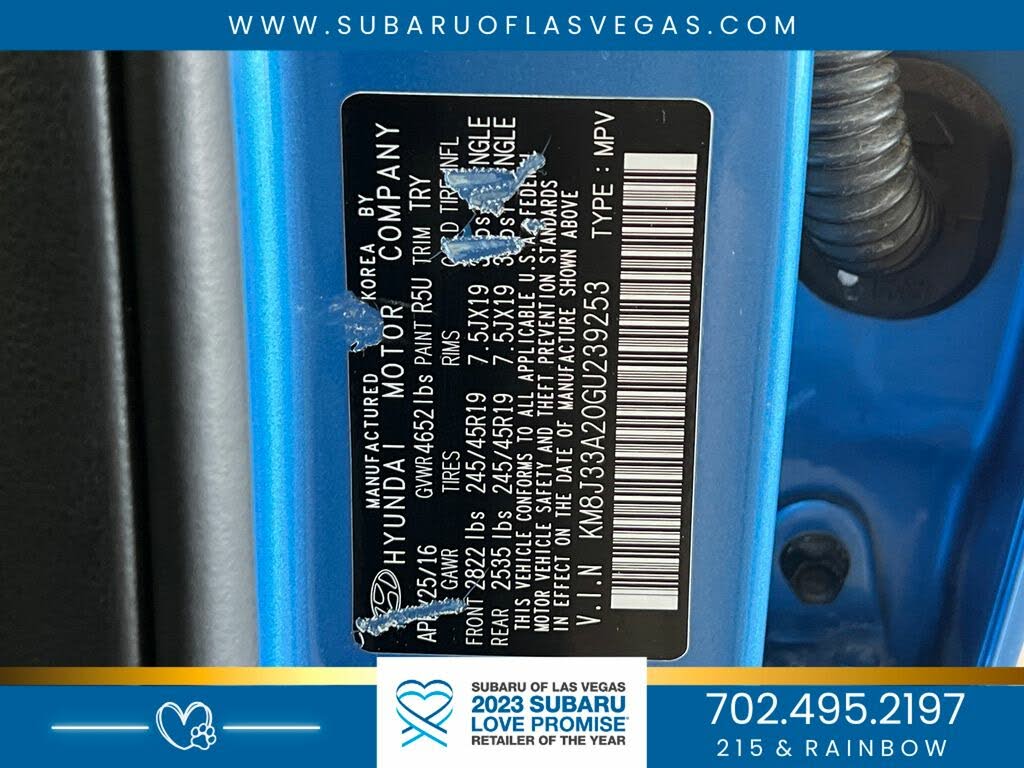 WWW.SUBARUOFLASVEGAS.COM
MANUFACTURED KOREA BY
HYUNDAI MOTOR COMPANY
25/16 GVWR 4652 lbs PAINT R5U TRIM TRY
GAWR TIRES RIMS
FRONT 2822 lbs 245/45R19 7.5JX19
REAR 2535 lbs 245/45R19 7.5JX19
THIS VEHICLE CONFORMS TO ALL APPLICABLE U.S.A
MOTOR VEHICLE SAFETY AND THEFT PREVENTION STANDARDS
IN EFFECT ON THE DATE OF MANUFACTURE SHOWN ABOVE
V.I.N KM8J33A20GU239253 TYPE : MPV
SUBARU OF LAS VEGAS
2023 SUBARU
LOVE PROMISE
RETAILER OF THE YEAR
702.495.2197
215 & RAINBOW